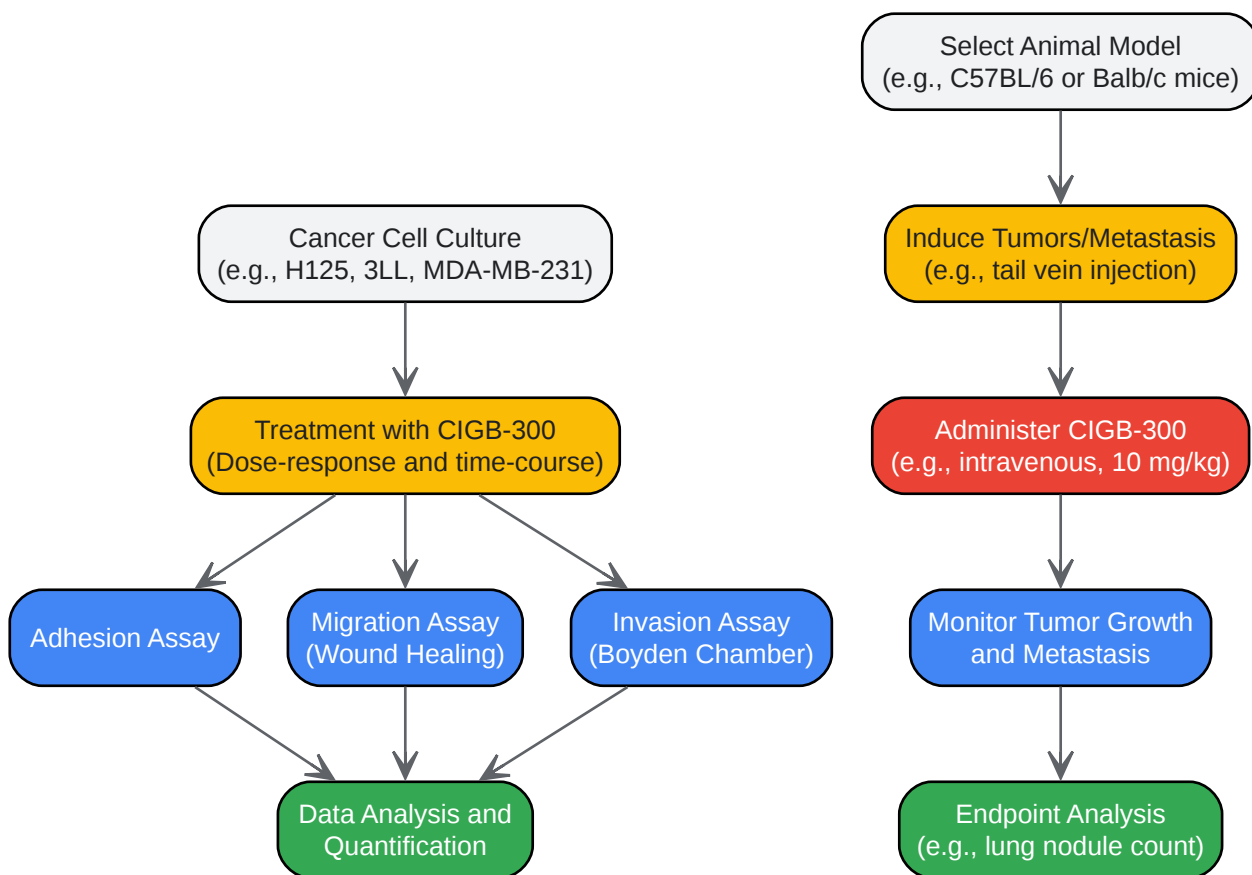 Cancer Cell Culture
(e.g., H125, 3LL, MDA-MB-231)
Treatment with CIGB-300
(Dose-response and time-course)
Adhesion Assay
Migration Assay
(Wound Healing)
Invasion Assay
(Boyden Chamber)
Data Analysis and
Quantification
Select Animal Model
(e.g., C57BL/6 or Balb/c mice)
Induce Tumors/Metastasis
(e.g., tail vein injection)
Administer CIGB-300
(e.g., intravenous, 10 mg/kg)
Monitor Tumor Growth
and Metastasis
Endpoint Analysis
(e.g., lung nodule count)